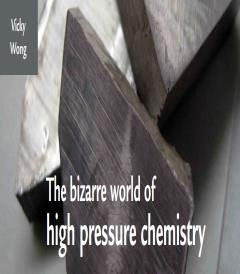 Vicky
Wong
The bizarre world of
high pressure chemistry